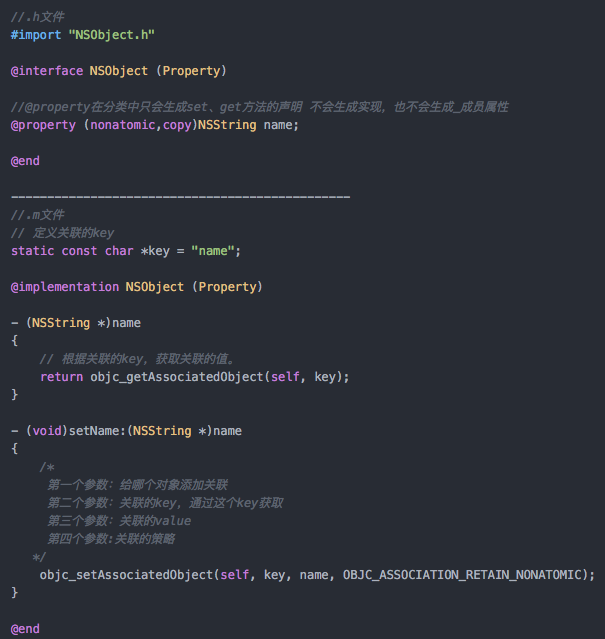 //.h文件
#import "NSObject.h"
@interface NSObject (Property)
//@property在分类中只会生成set、get方法的声明 不会生成实现，也不会生成_成员属性
@property (nonatomic,copy)NSString name;
@end
-----------------------------------------------
//.m文件
// 定义关联的key
static const char *key = "name";
@implementation NSObject (Property)
- (NSString *)name
{
// 根据关联的key，获取关联的值。
return objc_getAssociatedObject(self, key);
}
- (void)setName:(NSString *)name
{
/*
第一个参数：给哪个对象添加关联
第二个参数：关联的key，通过这个key获取
第三个参数：关联的value
第四个参数:关联的策略
*/
objc_setAssociatedObject(self, key, name, OBJC_ASSOCIATION_RETAIN_NONATOMIC);
}
@end